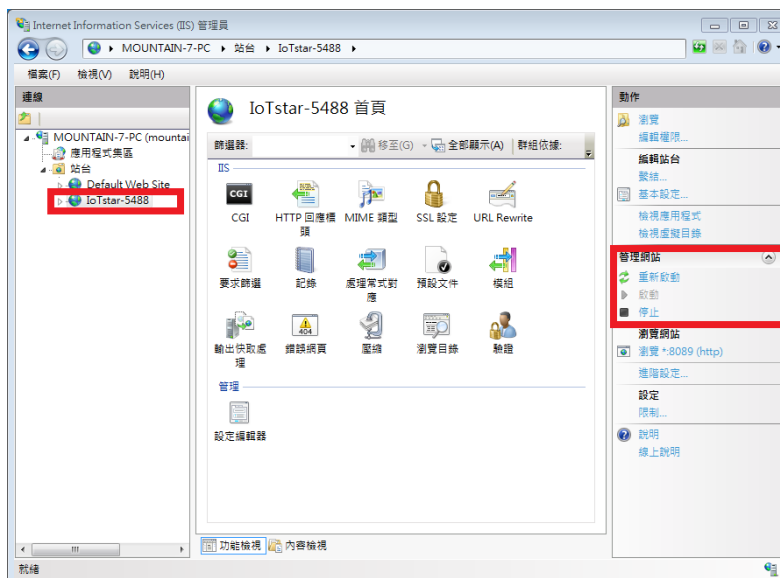 Internet Information Services (IIS) 管理員
MOUNTAIN-7-PC ▸ 站台 ▸ IoTstar-5488 ▸
檔案(F) 檢視(V) 說明(H)
連線
MOUNTAIN-7-PC (mountai
應用程式集區
站台
Default Web Site
IoTstar-5488
IoTstar-5488 首頁
篩選器: 移至(G) 全部顯示(A) 群組依據:
IIS
CGI HTTP 回應標頭 MIME 類型 SSL 設定 URL Rewrite
要求篩選 記錄 處理常式對應 預設文件 模組
輸出快取處理 錯誤網頁 壓縮 瀏覽目錄 驗證
管理
設定編輯器
功能檢視 內容檢視
動作
瀏覽
編輯權限...
編輯站台
繫結...
基本設定...
檢視應用程式
檢視虛擬目錄
管理網站
重新啟動
啟動
停止
瀏覽網站
瀏覽 *:8089 (http)
進階設定...
設定
限制...
說明
線上說明
就緒